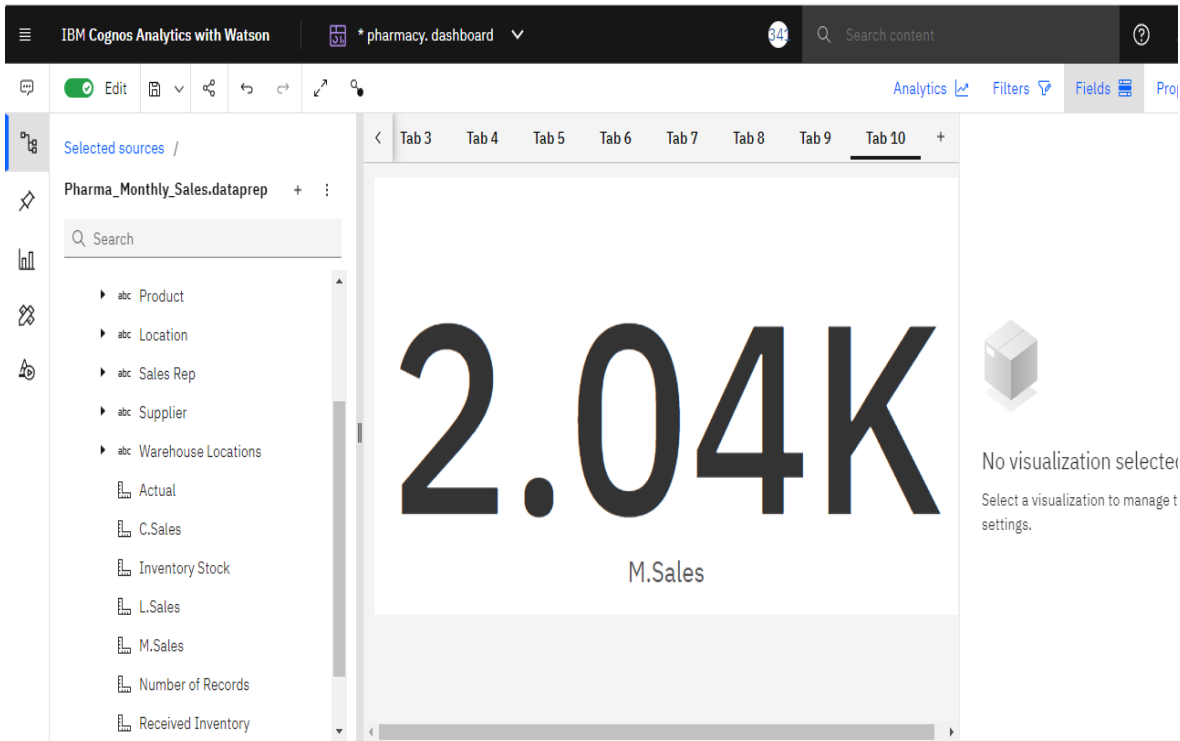 IBM Cognos Analytics with Watson
* pharmacy. dashboard
341
Search content
Edit
Analytics
Filters
Fields
Selected sources /
Pharma_Monthly_Sales.dataprep
Search
abc Product
abc Location
abc Sales Rep
abc Supplier
abc Warehouse Locations
Actual
C.Sales
Inventory Stock
L.Sales
M.Sales
Number of Records
Received Inventory
Tab 3 Tab 4 Tab 5 Tab 6 Tab 7 Tab 8 Tab 9 Tab 10 +
2.04K
M.Sales
No visualization selected
Select a visualization to manage t
settings.